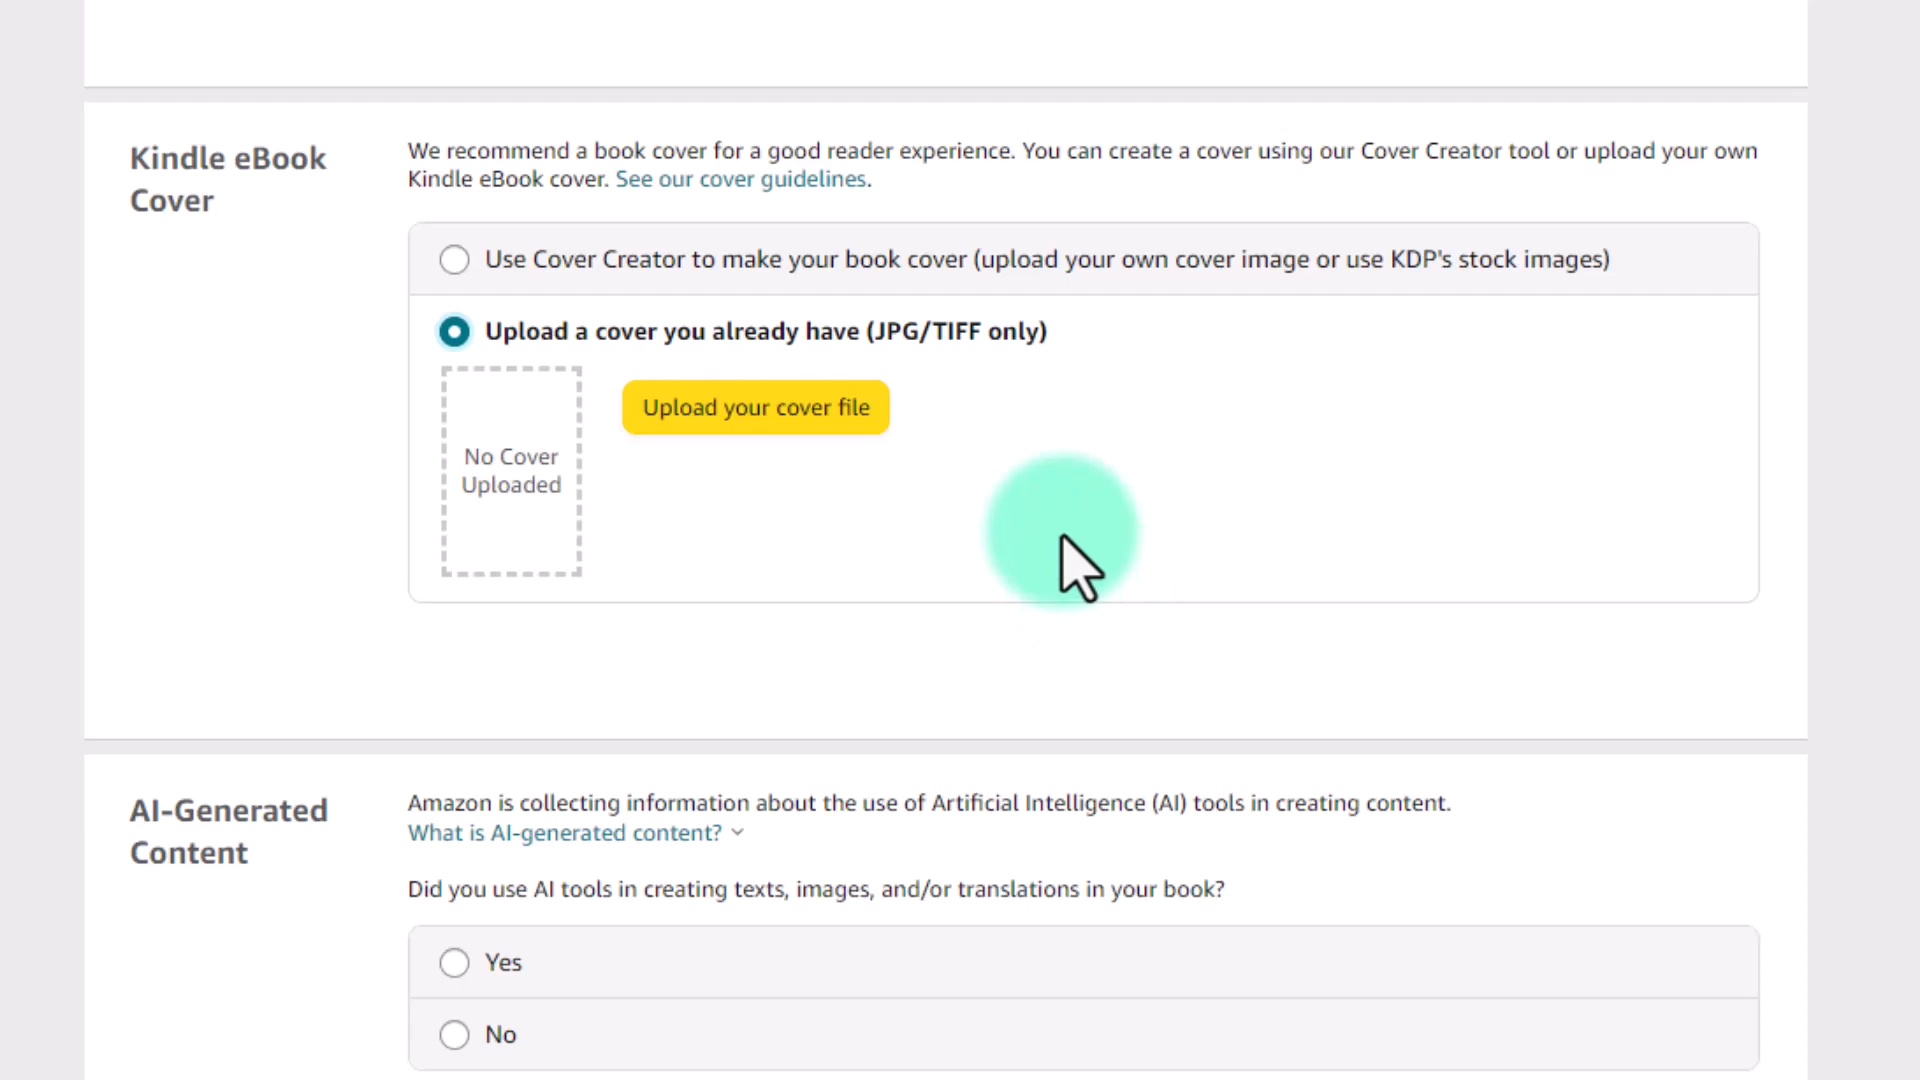 Kindle eBook
Cover
We recommend a book cover for a good reader experience. You can create a cover using our Cover Creator tool or upload your own
Kindle eBook cover. See our cover guidelines.
Use Cover Creator to make your book cover (upload your own cover image or use KDP's stock images)
Upload a cover you already have (JPG/TIFF only)
Upload your cover file
No Cover
Uploaded
AI-Generated
Content
Amazon is collecting information about the use of Artificial Intelligence (AI) tools in creating content.
What is AI-generated content?
Did you use AI tools in creating texts, images, and/or translations in your book?
Yes
No